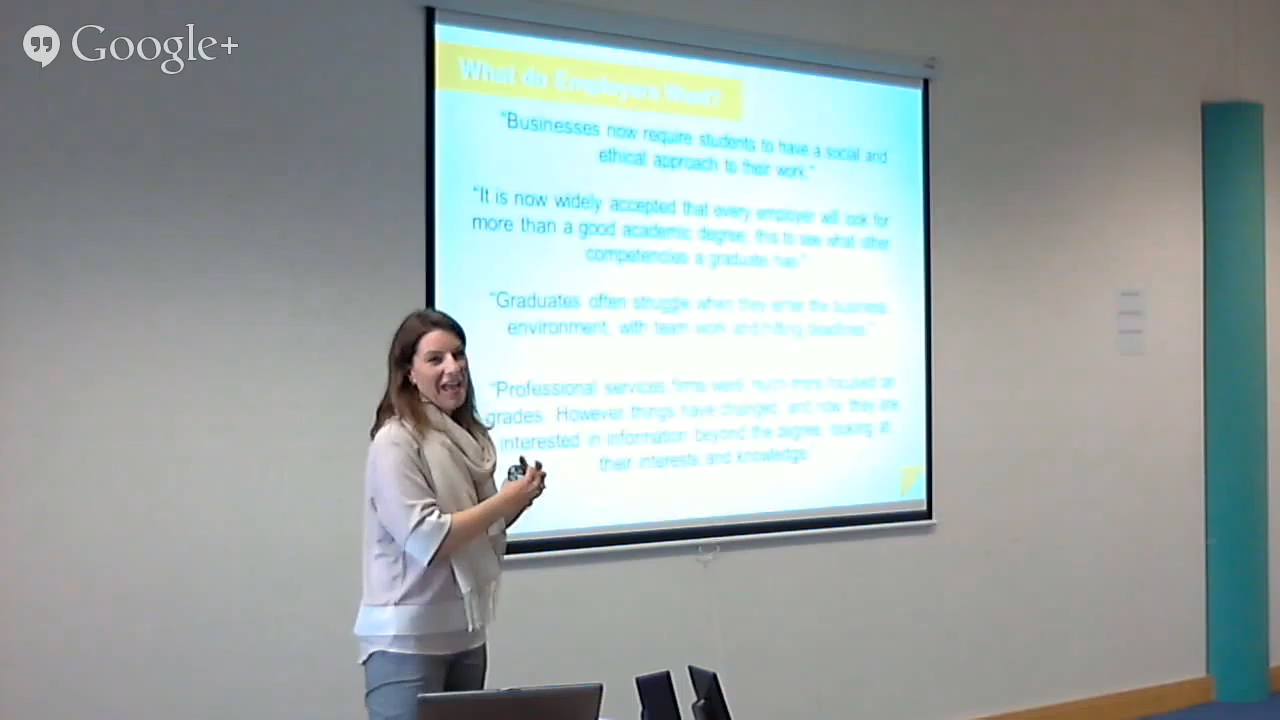 Google+
What do Employers Want?
"Businesses now require students to have a social and
ethical approach to their work."
"It is now widely accepted that every employer will look for
more than a good academic degree, this to see what other
competencies a graduate has."
"Graduates often struggle when they enter the business
environment, with team work and hitting deadlines."
"Professional services firms were much more focused on
grades. However things have changed, and now they are
interested in information beyond the degree, looking at
their interests and knowledge